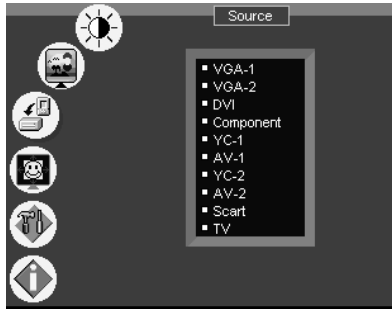 Source
VGA-1
VGA-2
DVI
Component
YC-1
AV-1
YC-2
AV-2
Scart
TV